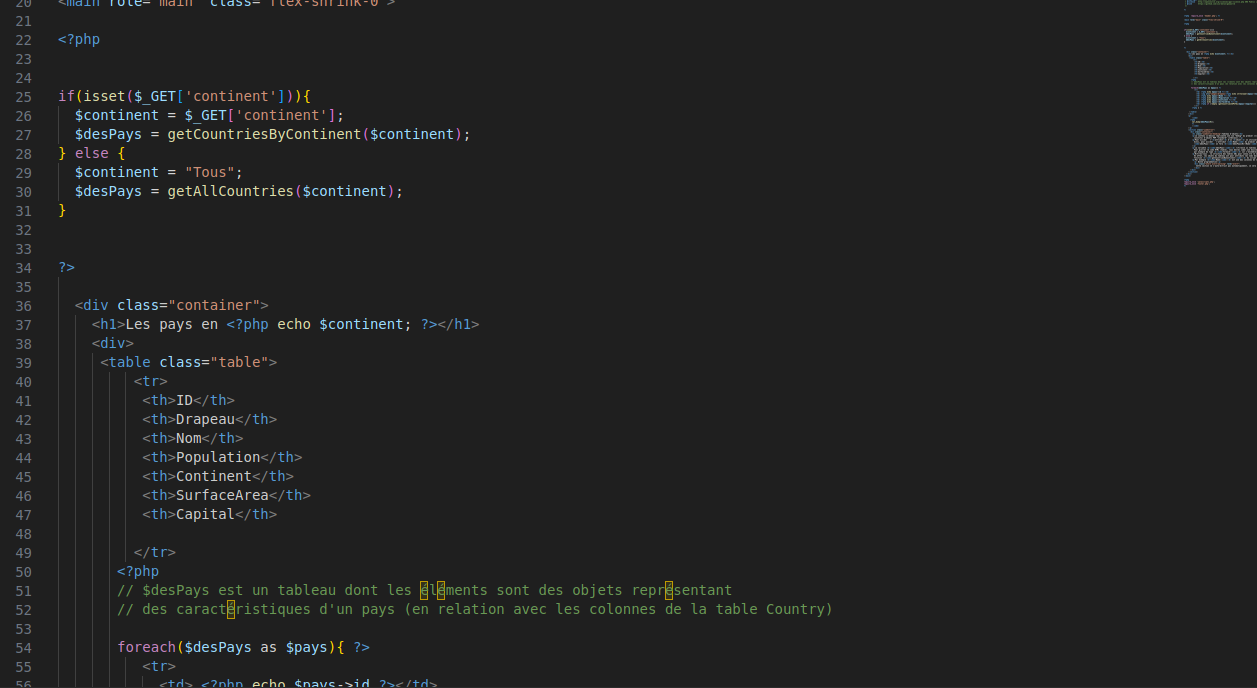 20 <main role="main" class="flex-shrink-0">
21
22 <?php
23
24
25 if(isset($_GET['continent'])){
26 $continent = $_GET['continent'];
27 $desPays = getCountriesByContinent($continent);
28 } else {
29 $continent = "Tous";
30 $desPays = getAllCountries($continent);
31 }
32
33
34 ?>
35
36 <div class="container">
37 <h1>Les pays en <?php echo $continent; ?></h1>
38 <div>
39 <table class="table">
40 <tr>
41 <th>ID</th>
42 <th>Drapeau</th>
43 <th>Nom</th>
44 <th>Population</th>
45 <th>Continent</th>
46 <th>SurfaceArea</th>
47 <th>Capital</th>
48
49 </tr>
50 <?php
51 // $desPays est un tableau dont les éléments sont des objets représentant
52 // des caractéristiques d'un pays (en relation avec les colonnes de la table Country)
53
54 foreach($desPays as $pays){ ?>
55 <tr>
56 <td> <?php echo $pays->id ?></td>